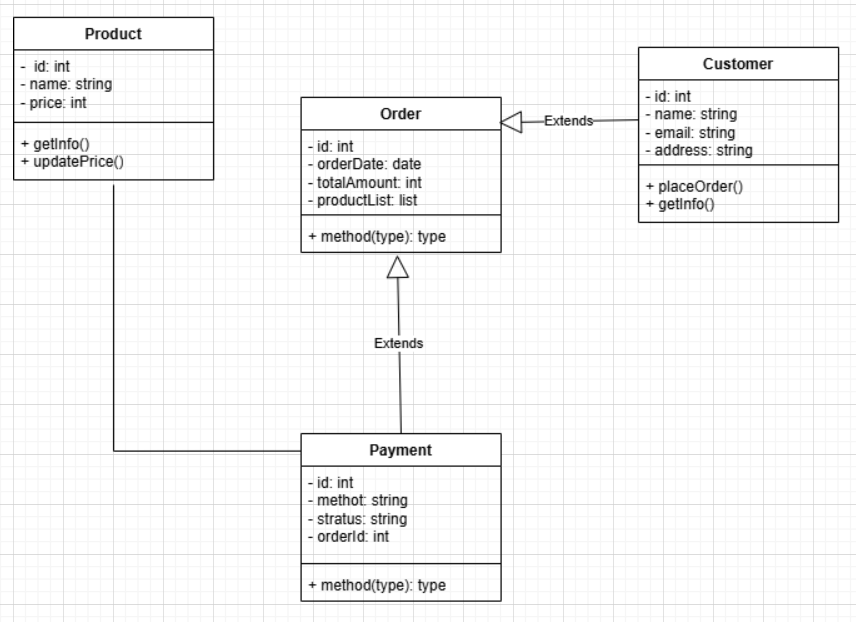 Product
- id: int
- name: string
- price: int
+ getInfo()
+ updatePrice()
Order
- id: int
- orderDate: date
- totalAmount: int
- productList: list
+ method(type): type
Extends
Customer
- id: int
- name: string
- email: string
- address: string
+ placeOrder()
+ getInfo()
Extends
Payment
- id: int
- methot: string
- stratus: string
- orderId: int
+ method(type): type